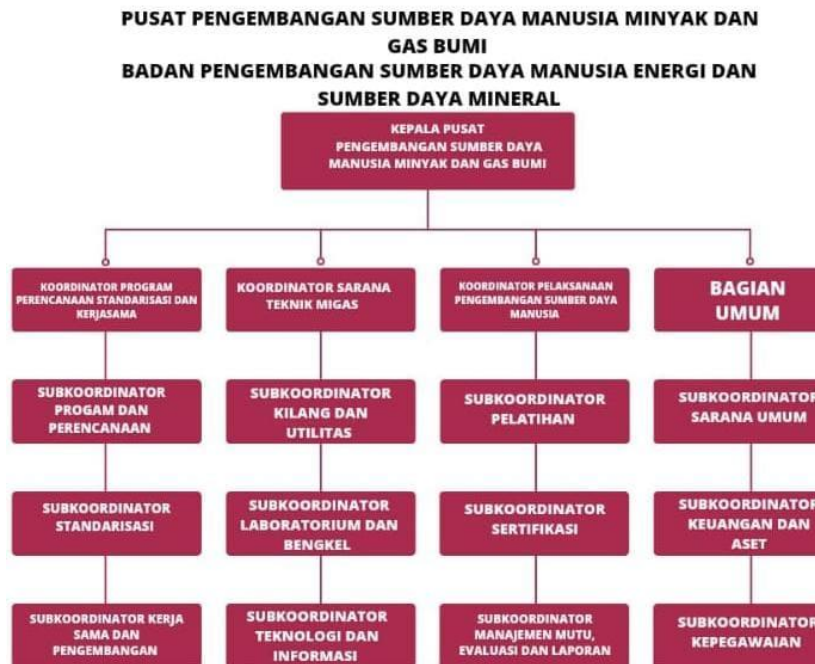 PUSAT PENGEMBANGAN SUMBER DAYA MANUSIA MINYAK DAN
GAS BUMI
BADAN PENGEMBANGAN SUMBER DAYA MANUSIA ENERGI DAN
SUMBER DAYA MINERAL
KEPALA PUSAT
PENGEMBANGAN SUMBER DAYA
MANUSIA MINYAK DAN GAS BUMI
KOORDINATOR PROGRAM
PERENCANAAN STANDARISASI DAN
KERJASAMA
KOORDINATOR SARANA
TEKNIK MIGAS
KOORDINATOR PELAKSANAAN
PENGEMBANGAN SUMBER DAYA
MANUSIA
BAGIAN
UMUM
SUBKOORDINATOR
PROGAM DAN
PERENCANAAN
SUBKOORDINATOR
KILANG DAN
UTILITAS
SUBKOORDINATOR
PELATIHAN
SUBKOORDINATOR
SARANA UMUM
SUBKOORDINATOR
STANDARISASI
SUBKOORDINATOR
LABORATORIUM DAN
BENGKEL
SUBKOORDINATOR
SERTIFIKASI
SUBKOORDINATOR
KEUANGAN DAN
ASET
SUBKOORDINATOR KERJA
SAMA DAN
PENGEMBANGAN
SUBKOORDINATOR
TEKNOLOGI DAN
INFORMASI
SUBKOORDINATOR
MANAJEMEN MUTU,
EVALUASI DAN LAPORAN
SUBKOORDINATOR
KEPEGAWAIAN